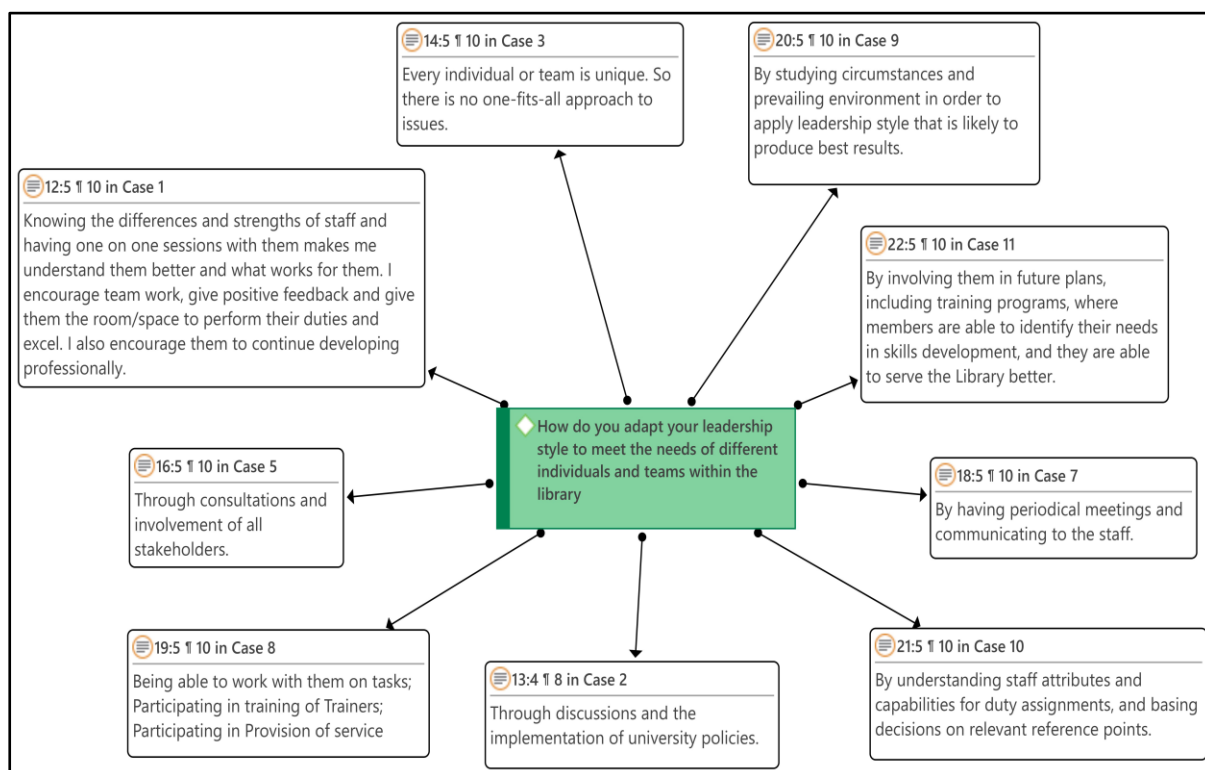 14:5 ¶ 10 in Case 3
Every individual or team is unique. So
there is no one-fits-all approach to
issues.
20:5 ¶ 10 in Case 9
By studying circumstances and
prevailing environment in order to
apply leadership style that is likely to
produce best results.
12:5 ¶ 10 in Case 1
Knowing the differences and strengths of staff and
having one on one sessions with them makes me
understand them better and what works for them. I
encourage team work, give positive feedback and give
them the room/space to perform their duties and
excel. I also encourage them to continue developing
professionally.
22:5 ¶ 10 in Case 11
By involving them in future plans,
including training programs, where
members are able to identify their needs
in skills development, and they are able
to serve the Library better.
How do you adapt your leadership
style to meet the needs of different
individuals and teams within the
library
16:5 ¶ 10 in Case 5
Through consultations and
involvement of all
stakeholders.
18:5 ¶ 10 in Case 7
By having periodical meetings and
communicating to the staff.
19:5 ¶ 10 in Case 8
Being able to work with them on tasks;
Participating in training of Trainers;
Participating in Provision of service
13:4 ¶ 8 in Case 2
Through discussions and the
implementation of university policies.
21:5 ¶ 10 in Case 10
By understanding staff attributes and
capabilities for duty assignments, and basing
decisions on relevant reference points.